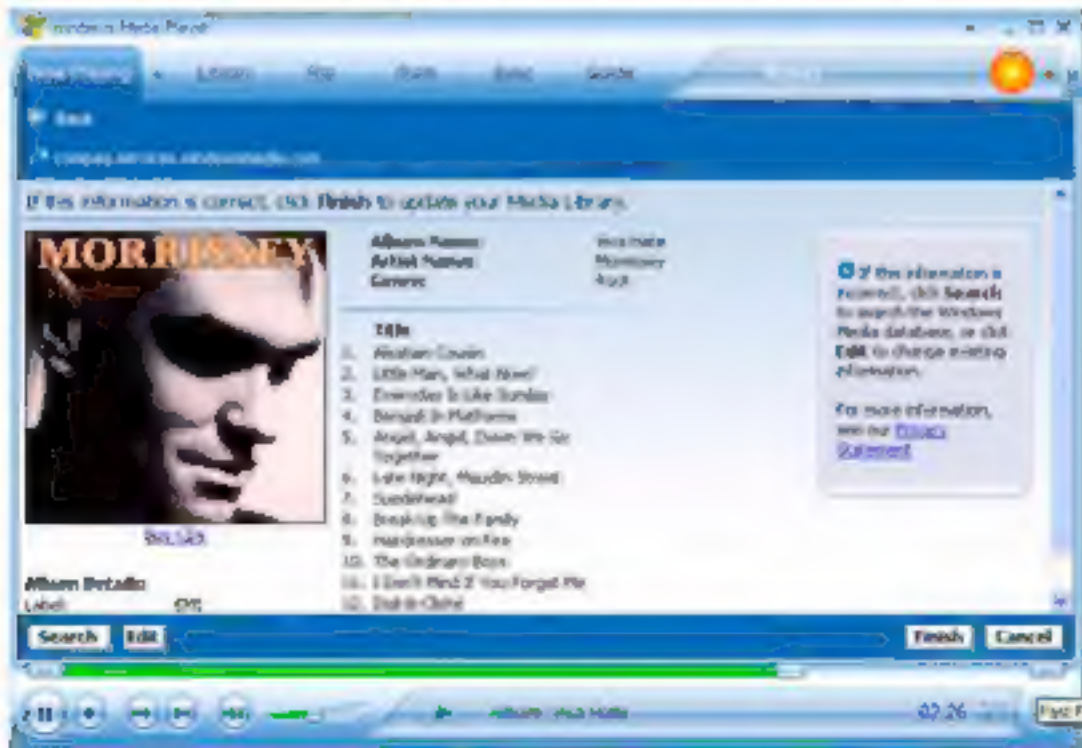 Windows Media Player
Library Rip Burn Sync Guide
Back
If this information is correct, click Finish to update your Media Library.
MORRISSEY
Album Name: Viva Hate
Artist Name: Morrissey
Genre: Rock
Title
1. Alsatian Cousin
2. Little Man, What Now?
3. Everyday Is Like Sunday
4. Bengali In Platforms
5. Angel, Angel, Down We Go
Together
6. Late Night, Maudlin Street
7. Suedehead
8. Break Up The Family
9. Hairdresser on Fire
10. The Ordinary Boys
11. I Don't Mind If You Forget Me
12. Dial-A-Cliché
If this information is
incorrect, click Search
to search the Windows
Media database, or click
Edit to change existing
information.
For more information,
see our Privacy
Statement
Album Details
Label:
Search Edit Finish Cancel
02:26